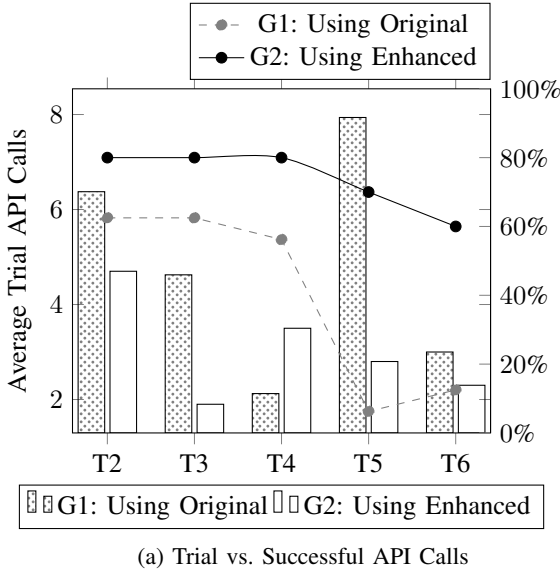 G1: Using Original
G2: Using Enhanced
Average Trial API Calls
8
6
4
2
100%
80%
60%
40%
20%
0%
T2 T3 T4 T5 T6
G1: Using Original G2: Using Enhanced
(a) Trial vs. Successful API Calls